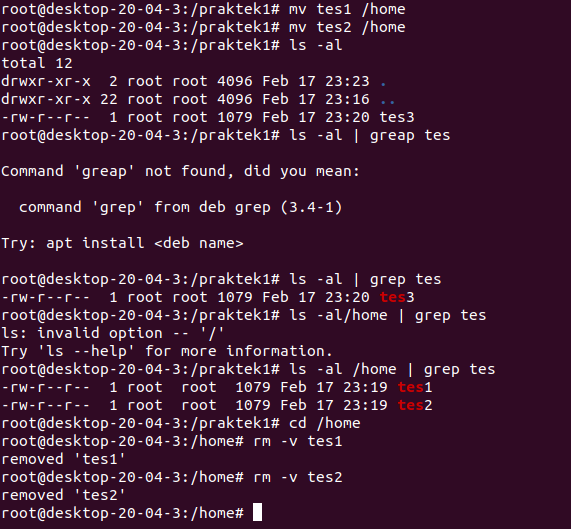 root@desktop-20-04-3:/praktek1# mv tes1 /home
root@desktop-20-04-3:/praktek1# mv tes2 /home
root@desktop-20-04-3:/praktek1# ls -al
total 12
drwxr-xr-x  2 root root 4096 Feb 17 23:23 .
drwxr-xr-x 22 root root 4096 Feb 17 23:16 ..
-rw-r--r--  1 root root 1079 Feb 17 23:20 tes3
root@desktop-20-04-3:/praktek1# ls -al | greap tes
Command 'greap' not found, did you mean:
  command 'grep' from deb grep (3.4-1)
Try: apt install <deb name>
root@desktop-20-04-3:/praktek1# ls -al | grep tes
-rw-r--r--  1 root root 1079 Feb 17 23:20 tes3
root@desktop-20-04-3:/praktek1# ls -al/home | grep tes
ls: invalid option -- '/'
Try 'ls --help' for more information.
root@desktop-20-04-3:/praktek1# ls -al /home | grep tes
-rw-r--r--  1 root  root  1079 Feb 17 23:19 tes1
-rw-r--r--  1 root  root  1079 Feb 17 23:19 tes2
root@desktop-20-04-3:/praktek1# cd /home
root@desktop-20-04-3:/home# rm -v tes1
removed 'tes1'
root@desktop-20-04-3:/home# rm -v tes2
removed 'tes2'
root@desktop-20-04-3:/home#